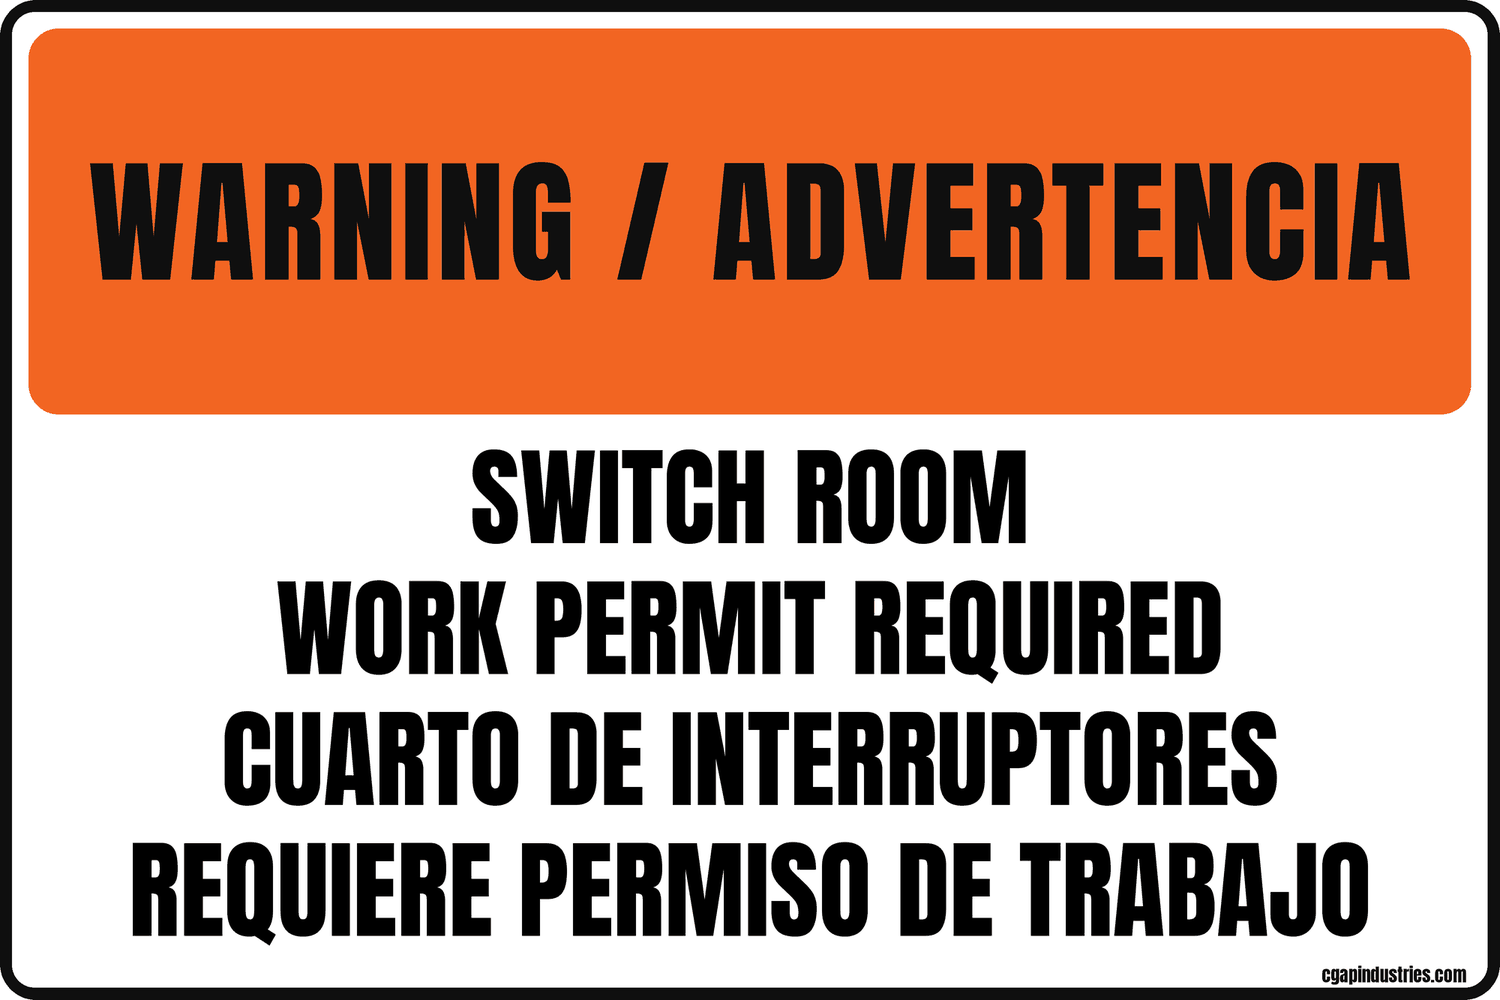 WARNING / ADVERTENCIA
SWITCH ROOM
WORK PERMIT REQUIRED
CUARTO DE INTERRUPTORES
REQUIERE PERMISO DE TRABAJO
cgapindustries.com